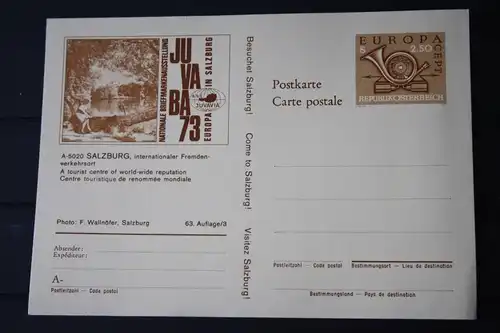 NATIONALE BRIEFMARKENAUSSTELLUNG
JU
VA
BA
73
EUROPA IN SALZBURG
JUVAVIA
A-5020 SALZBURG, internationaler Fremden-
verkehrsort
A tourist centre of world-wide reputation
Centre touristique de renommée mondiale
Photo: F. Wallnöfer, Salzburg 63. Auflage/3
Absender:
Expéditeur:
A-
Postleitzahl – Code postal
Besuchet Salzburg! Come to Salzburg! Visitez Salzburg!
Postkarte
Carte postale
EUROPA
CEPT
S 2.50
REPUBLIK ÖSTERREICH
Postleitzahl – Code postal Bestimmungsort – Lieu de destination
Bestimmungsland – Pays de destination